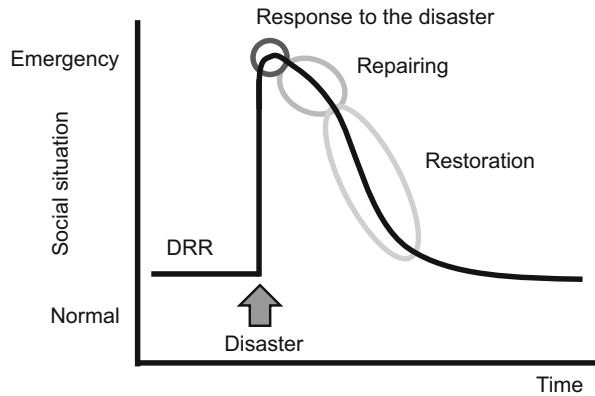 Response to the disaster
Emergency
Repairing
Restoration
Social situation
DRR
Normal
Disaster
Time